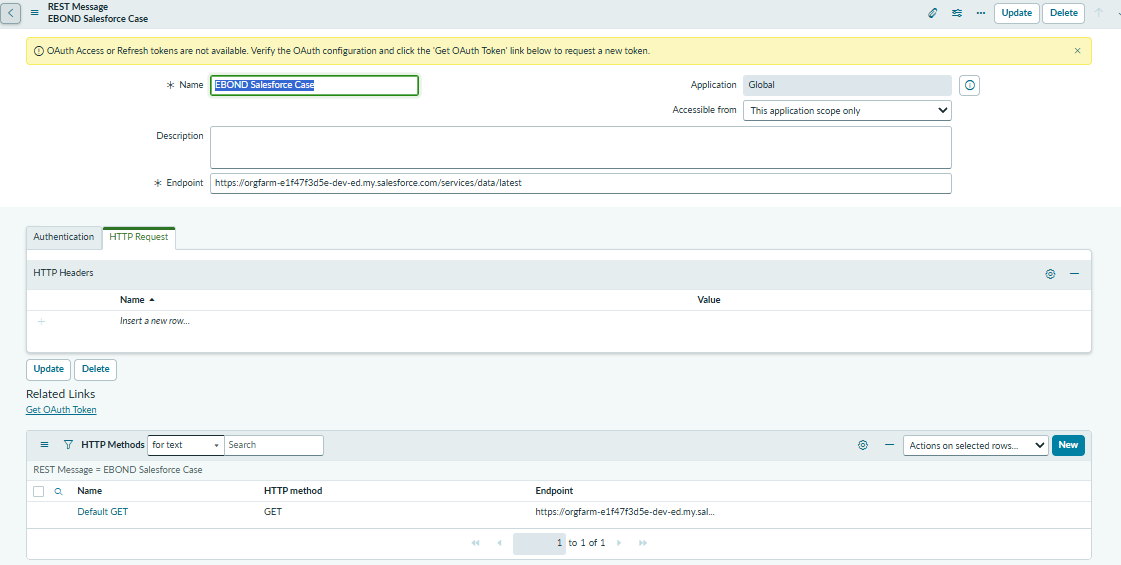 REST Message
EBOND Salesforce Case
Update
Delete
OAuth Access or Refresh tokens are not available. Verify the OAuth configuration and click the 'Get OAuth Token' link below to request a new token.
Name
EBOND Salesforce Case
Application
Global
Accessible from
This application scope only
Description
Endpoint
https://orgfarm-e1f47f3d5e-dev-ed.my.salesforce.com/services/data/latest
Authentication
HTTP Request
HTTP Headers
Name
Value
Insert a new row...
Update
Delete
Related Links
Get OAuth Token
HTTP Methods
for text
Search
Actions on selected rows...
New
REST Message = EBOND Salesforce Case
Name
HTTP method
Endpoint
Default GET
GET
https://orgfarm-e1f47f3d5e-dev-ed.my.sal...
1 to 1 of 1